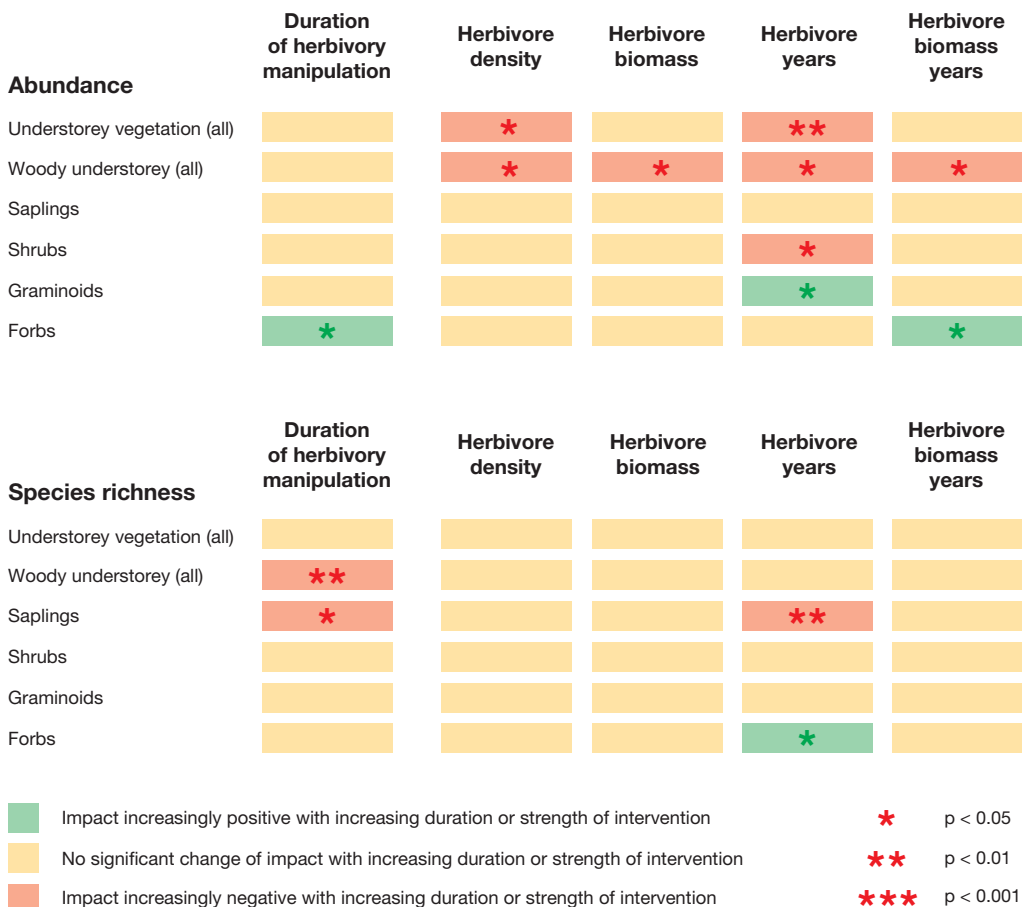 Duration
of herbivory
manipulation
Herbivore
density
Herbivore
biomass
Herbivore
years
Herbivore
biomass
years
Abundance
Understorey vegetation (all) * **
Woody understorey (all) * * * *
Saplings
Shrubs *
Graminoids *
Forbs * *
Duration
of herbivory
manipulation
Herbivore
density
Herbivore
biomass
Herbivore
years
Herbivore
biomass
years
Species richness
Understorey vegetation (all)
Woody understorey (all) **
Saplings * **
Shrubs
Graminoids
Forbs *
Impact increasingly positive with increasing duration or strength of intervention * p < 0.05
No significant change of impact with increasing duration or strength of intervention ** p < 0.01
Impact increasingly negative with increasing duration or strength of intervention *** p < 0.001